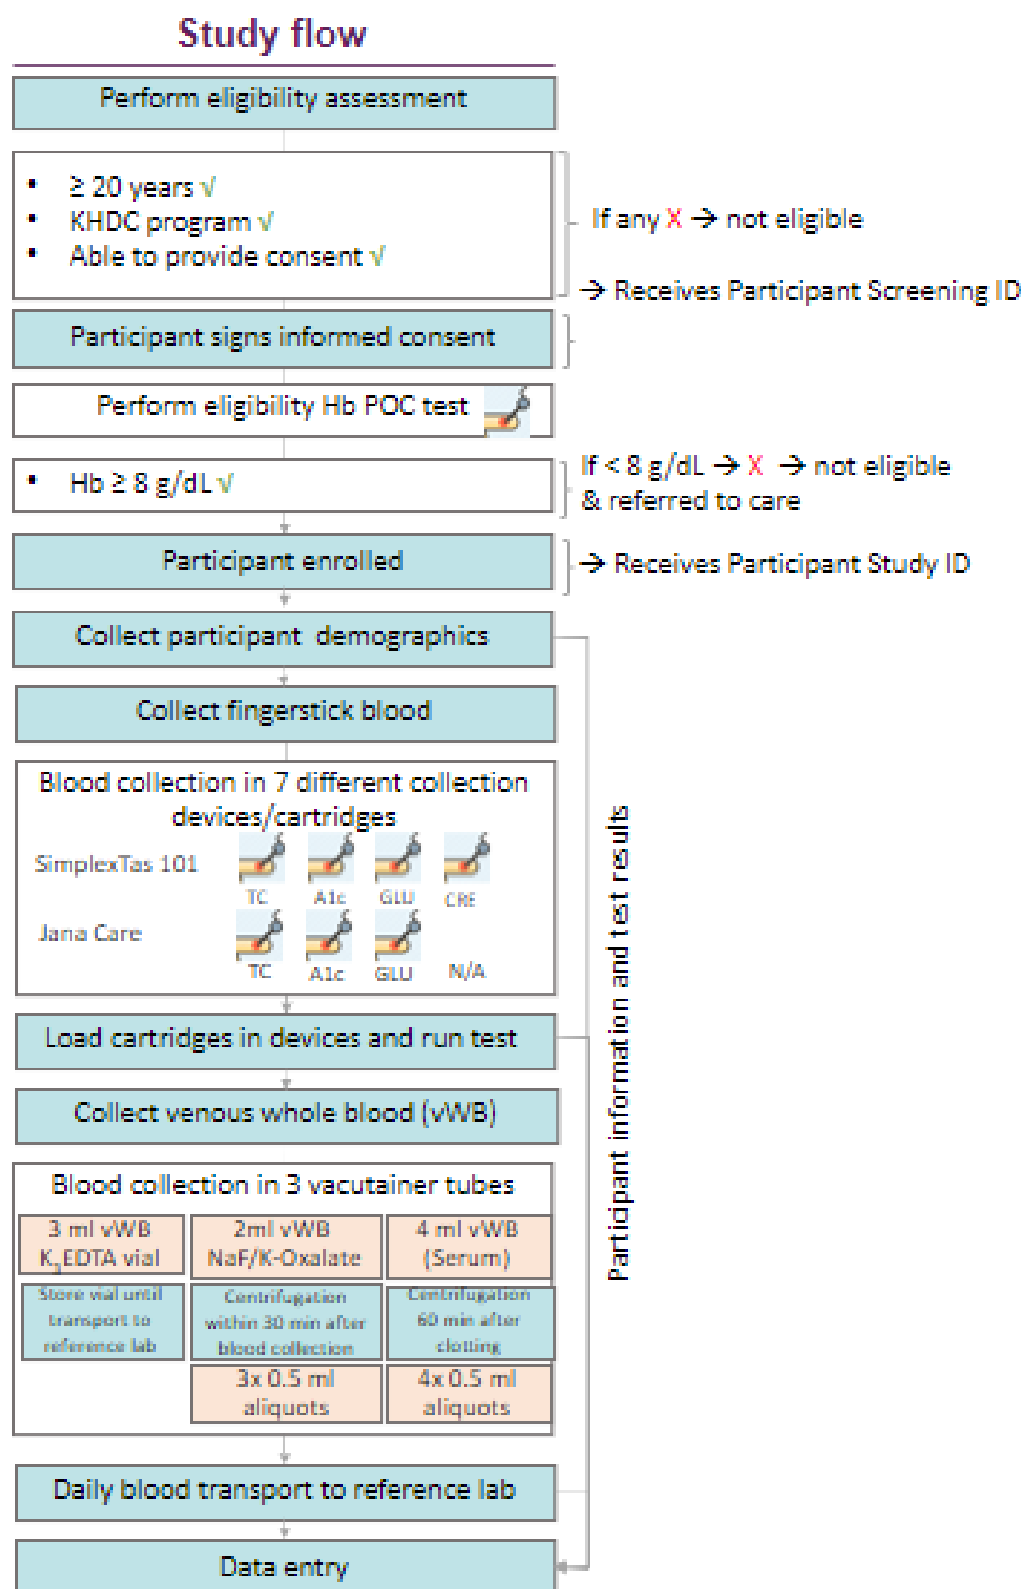 Study flow
Perform eligibility assessment
• ≥ 20 years √
• KHDC program √
• Able to provide consent √
If any X → not eligible
→ Receives Participant Screening ID
Participant signs informed consent
Perform eligibility Hb POC test
• Hb ≥ 8 g/dL √
If < 8 g/dL → X → not eligible
& referred to care
Participant enrolled
→ Receives Participant Study ID
Collect participant demographics
Collect fingerstick blood
Blood collection in 7 different collection
devices/cartridges
SimplexTas 101
TC A1c GLU CRE
Jana Care
TC A1c GLU N/A
Load cartridges in devices and run test
Collect venous whole blood (vWB)
Blood collection in 3 vacutainer tubes
3 ml vWB
K₃EDTA vial
2ml vWB
NaF/K-Oxalate
4 ml vWB
(Serum)
Store vial until
transport to
reference lab
Centrifugation
within 30 min after
blood collection
Centrifugation
60 min after
clotting
3x 0.5 ml
aliquots
4x 0.5 ml
aliquots
Daily blood transport to reference lab
Data entry
Participant information and test results